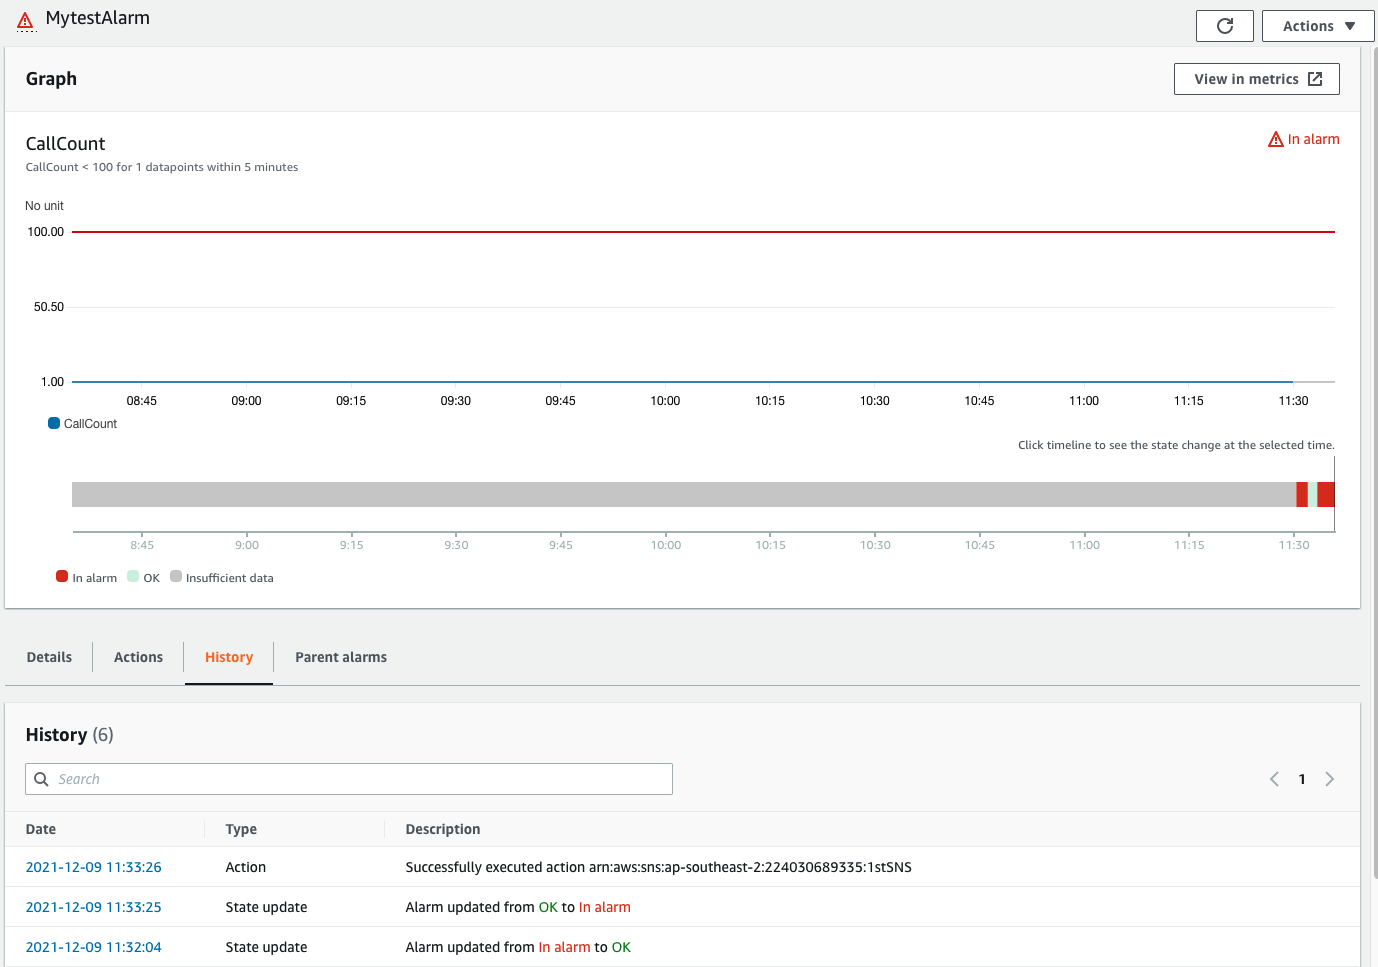 MytestAlarm
Actions
Graph
View in metrics
CallCount
In alarm
CallCount < 100 for 1 datapoints within 5 minutes
No unit
100.00
50.50
1.00
08:45 09:00 09:15 09:30 09:45 10:00 10:15 10:30 10:45 11:00 11:15 11:30
CallCount
Click timeline to see the state change at the selected time.
8:45 9:00 9:15 9:30 9:45 10:00 10:15 10:30 10:45 11:00 11:15 11:30
In alarm OK Insufficient data
Details Actions History Parent alarms
History (6)
Search
1
Date Type Description
2021-12-09 11:33:26 Action Successfully executed action arn:aws:sns:ap-southeast-2:224030689335:1stSNS
2021-12-09 11:33:25 State update Alarm updated from OK to In alarm
2021-12-09 11:32:04 State update Alarm updated from In alarm to OK